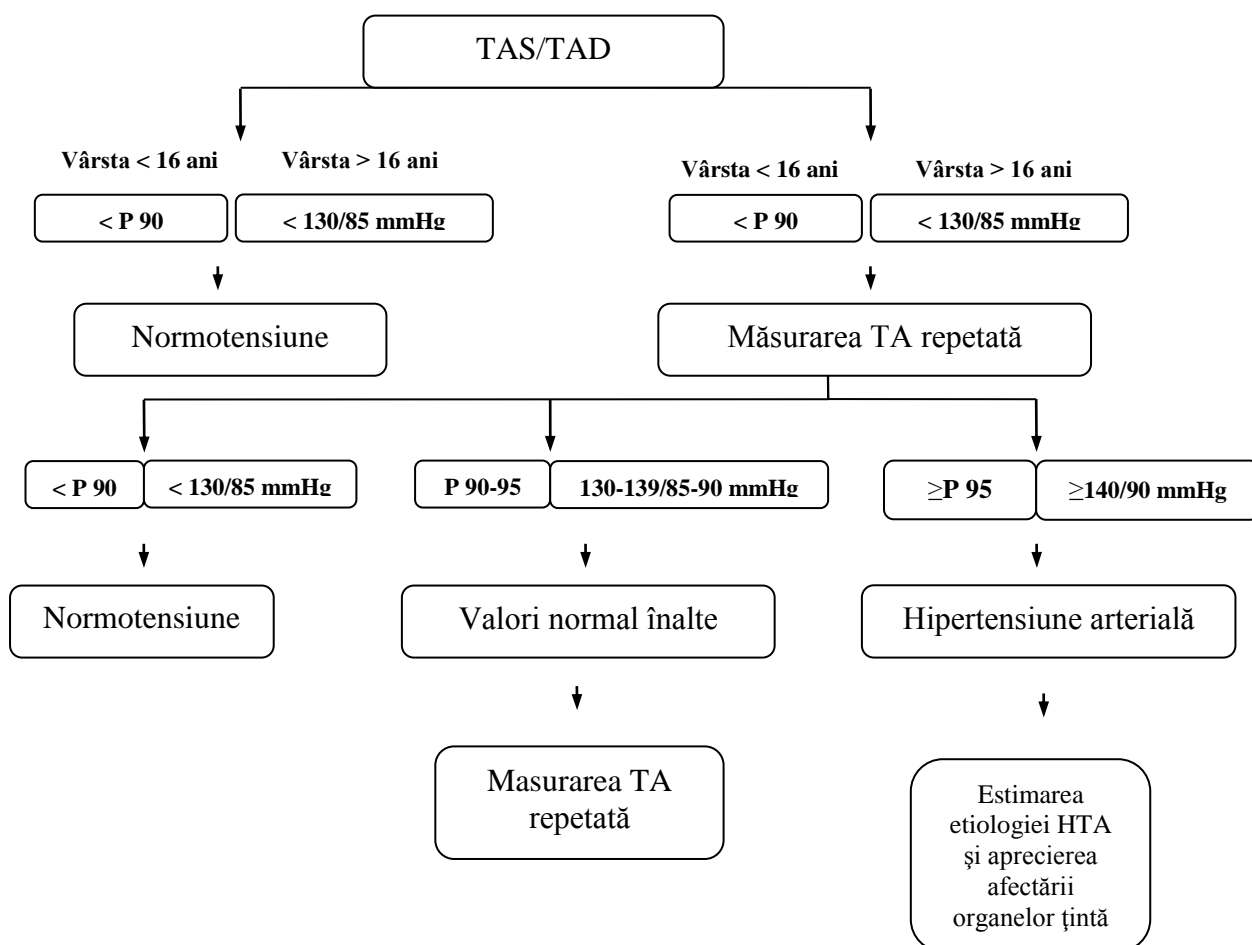 TAS/TAD
Vârsta < 16 ani
Vârsta > 16 ani
Vârsta < 16 ani
Vârsta > 16 ani
< P 90
< 130/85 mmHg
< P 90
< 130/85 mmHg
Normotensiune
Măsurarea TA repetată
< P 90
< 130/85 mmHg
P 90-95
130-139/85-90 mmHg
≥P 95
≥140/90 mmHg
Normotensiune
Valori normal înalte
Hipertensiune arterială
Masurarea TA
repetată
Estimarea
etiologiei HTA
şi aprecierea
afectării
organelor ţintă